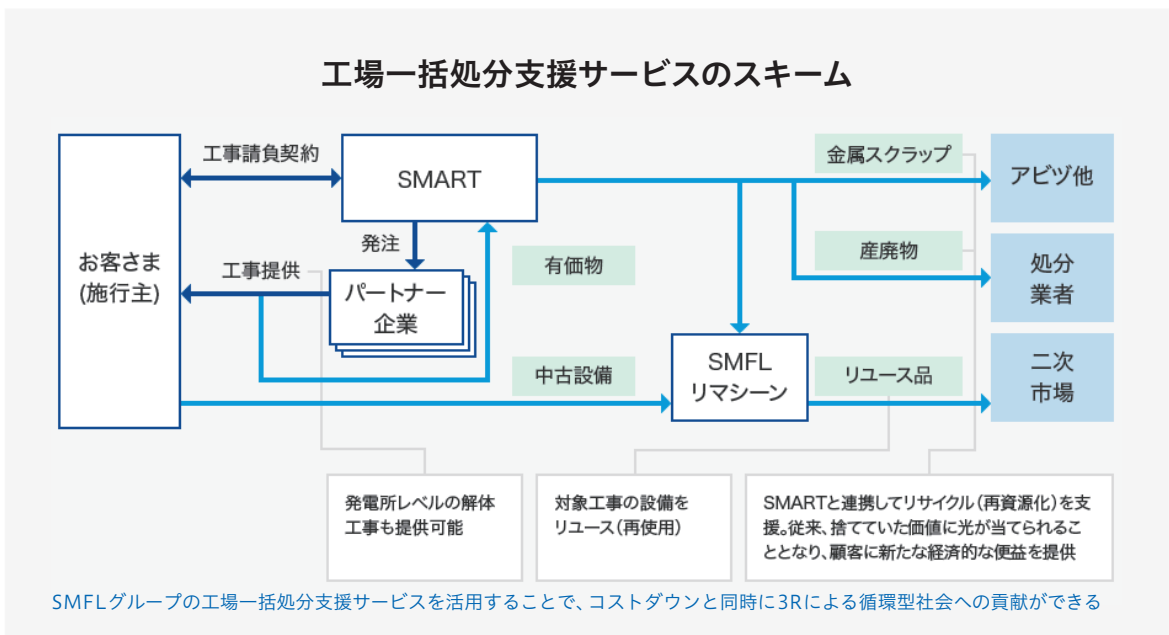 工場一括処分支援サービスのスキーム
工事請負契約
SMART
金属スクラップ
アビヅ他
お客さま
(施行主)
発注
工事提供
パートナー
企業
有価物
産廃物
処分
業者
中古設備
SMFL
リマシーン
リユース品
二次
市場
発電所レベルの解体
工事も提供可能
対象工事の設備を
リユース(再使用)
SMARTと連携してリサイクル(再資源化)を支
援。従来、捨てていた価値に光が当てられるこ
ととなり、顧客に新たな経済的な便益を提供
SMFLグループの工場一括処分支援サービスを活用することで、コストダウンと同時に3Rによる循環型社会への貢献ができる